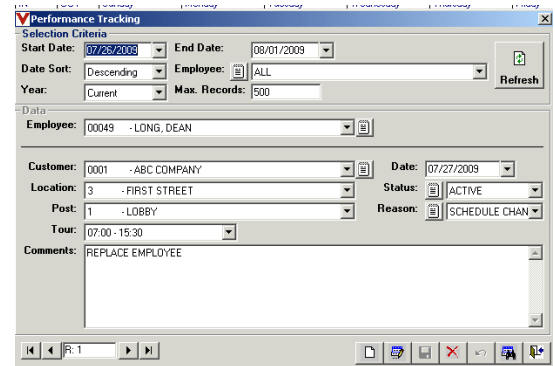 Performance Tracking
Selection Criteria
Start Date: 07/26/2009 End Date: 08/01/2009
Date Sort: Descending Employee: ALL
Refresh
Year: Current Max. Records: 500
Data
Employee: 00049 - LONG, DEAN
Customer: 0001 - ABC COMPANY Date: 07/27/2009
Location: 3 - FIRST STREET Status: ACTIVE
Post: 1 - LOBBY Reason: SCHEDULE CHAN
Tour: 07:00 - 15:30
Comments: REPLACE EMPLOYEE
R: 1